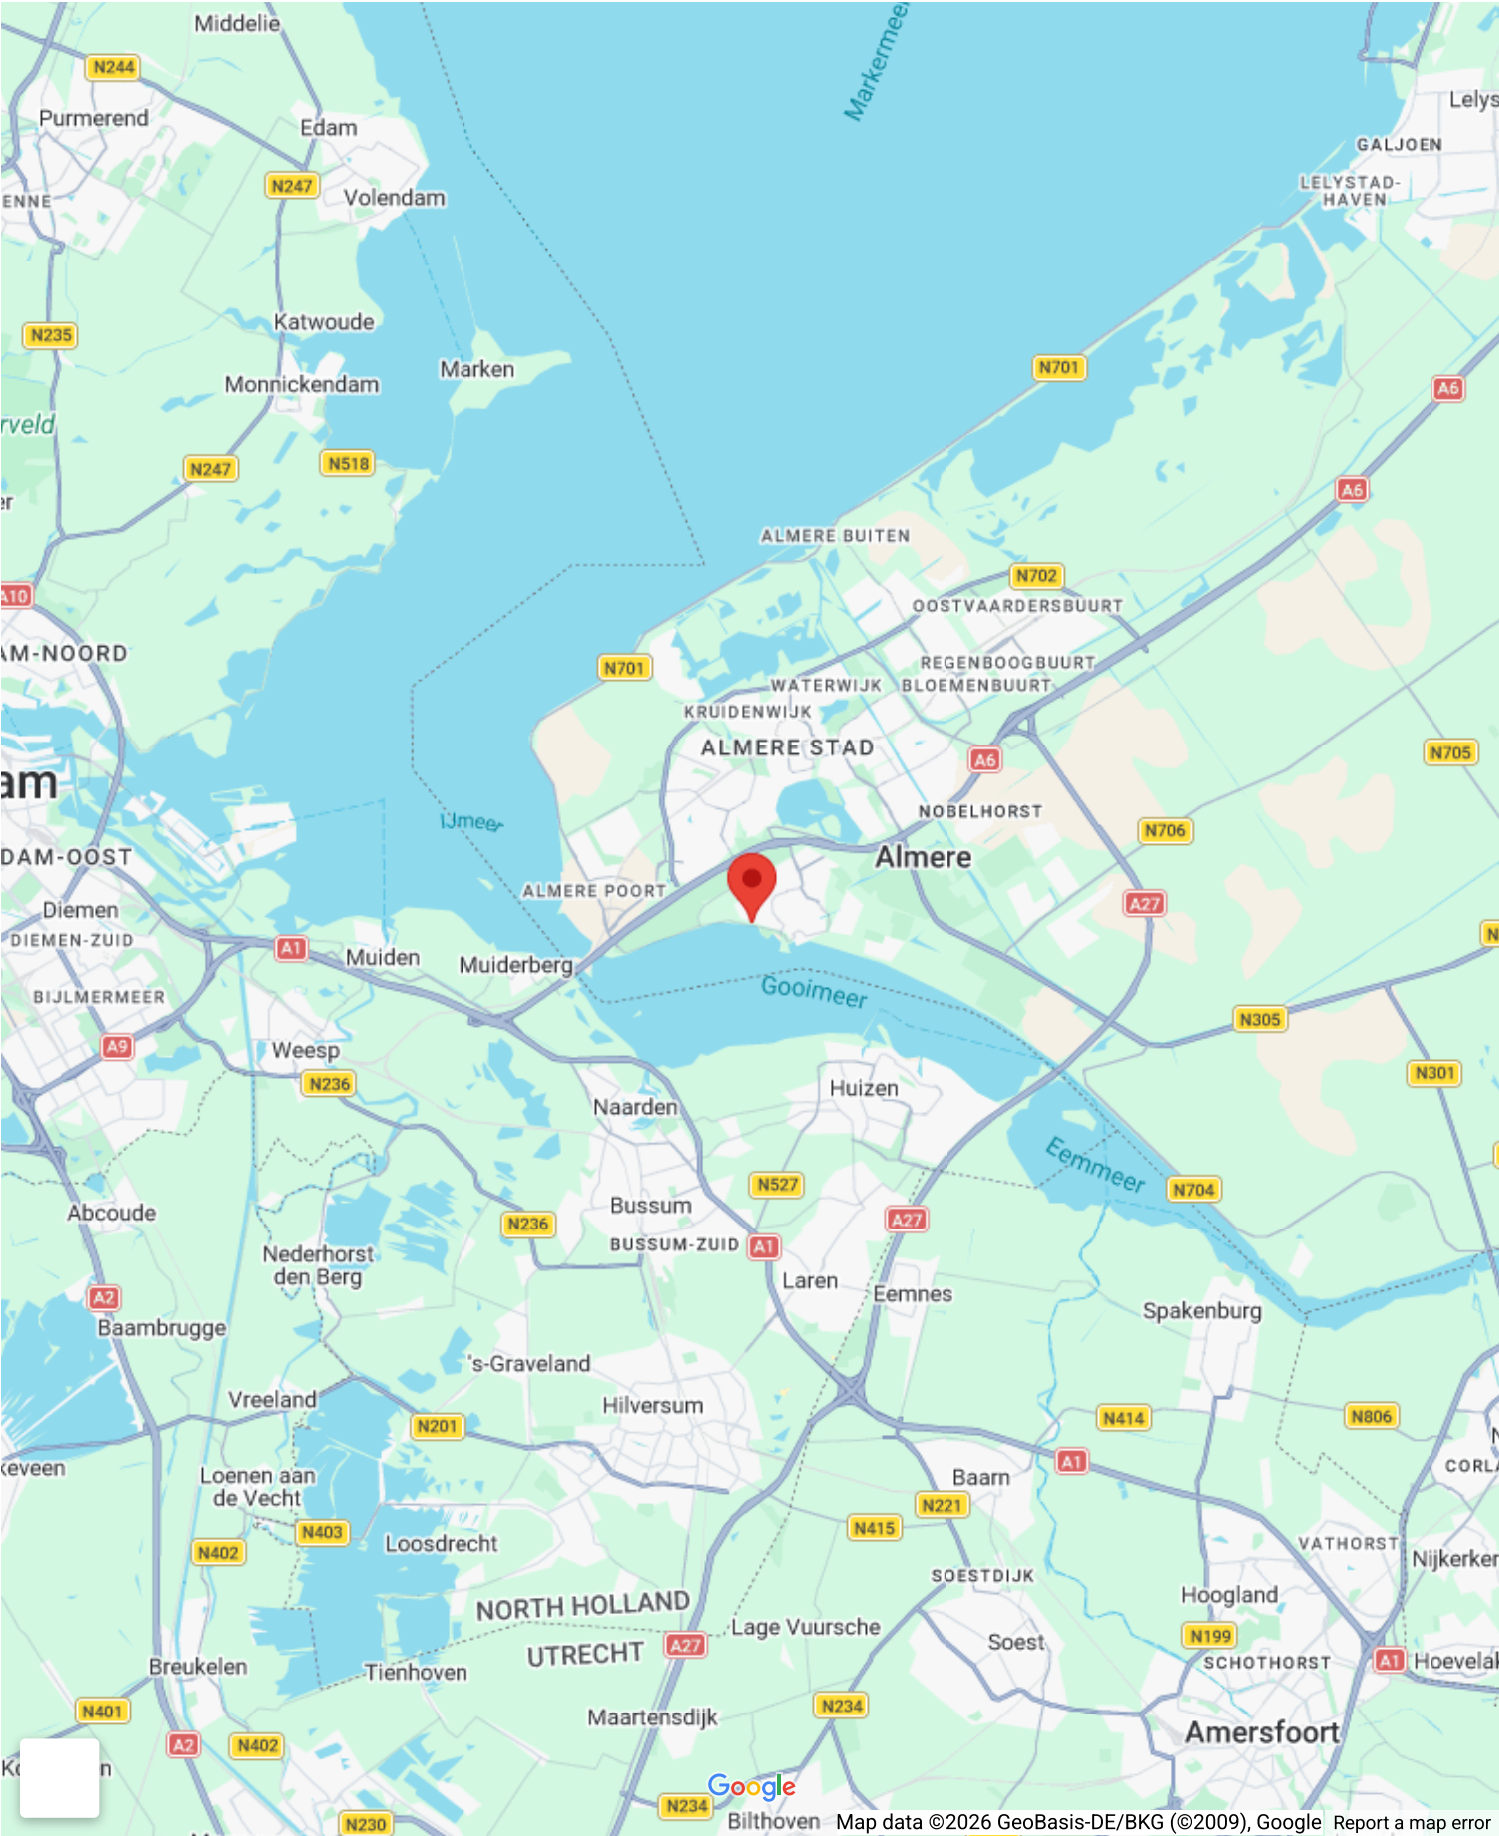 Middelie
Markermeer
N244
Purmerend
Edam
Lelys
GALJOEN
N247
Volendam
LELYSTAD-
HAVEN
ENNE
N235
Katwoude
Marken
N701
Monnickendam
A6
rveld
N247
N518
A6
er
ALMERE BUITEN
N702
A10
OOSTVAARDERSBUURT
AM-NOORD
N701
REGENBOOGBUURT
WATERWIJK
BLOEMENBUURT
KRUIDENWIJK
ALMERE STAD
A6
N705
am
NOBELHORST
IJmeer
N706
DAM-OOST
Almere
ALMERE POORT
A27
Diemen
DIEMEN-ZUID
A1
Muiden
Muiderberg
N
BIJLMERMEER
Gooimeer
N305
A9
Weesp
N301
N236
Huizen
Naarden
Eemmeer
N527
N704
Abcoude
Bussum
N236
A27
BUSSUM-ZUID
A1
Nederhorst
den Berg
Laren
Eemnes
A2
Spakenburg
Baambrugge
's-Graveland
Vreeland
Hilversum
N201
N414
N806
A1
keveen
CORLA
Loenen aan
de Vecht
Baarn
N221
N403
N415
N402
Loosdrecht
VATHORST
Nijkerker
SOESTDIJK
NORTH HOLLAND
Hoogland
Lage Vuursche
UTRECHT
A27
Soest
N199
Breukelen
Tienhoven
SCHOTHORST
A1
Hoevelak
N401
N234
Maartensdijk
Amersfoort
A2
N402
Ko
n
Google
N234
N230
Bilthoven
Map data ©2026 GeoBasis-DE/BKG (©2009), Google
Report a map error